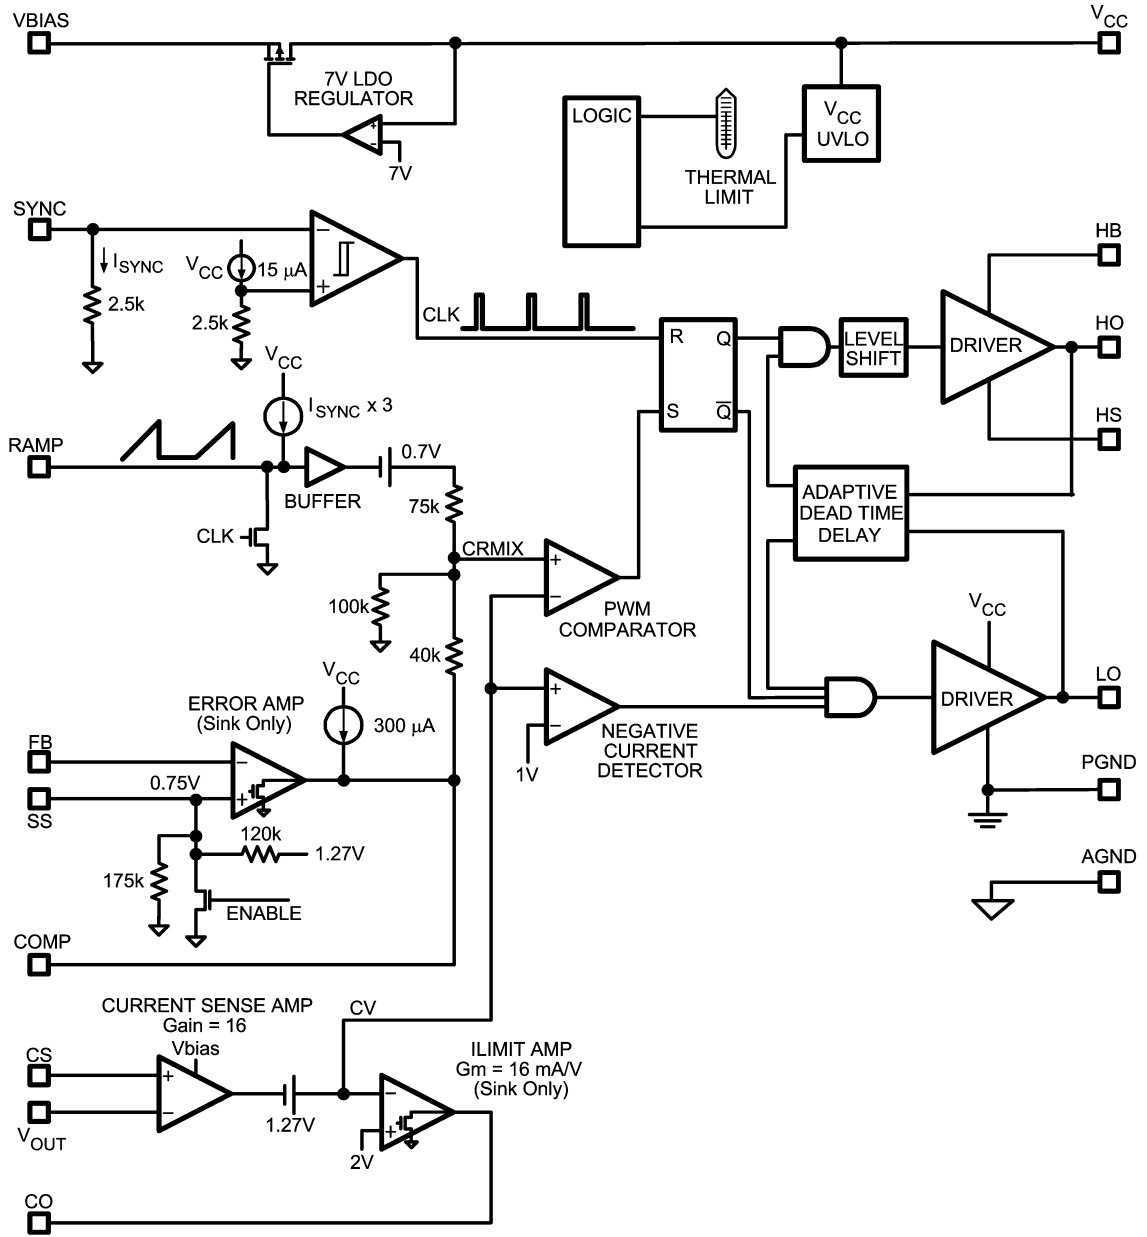 VBIAS
VCC
7V LDO
REGULATOR
+
-
7V
LOGIC
THERMAL
LIMIT
VCC
UVLO
SYNC
ISYNC
2.5k
VCC
15 µA
2.5k
−
+
CLK
R
S
Q
Q̅
LEVEL
SHIFT
DRIVER
HB
HO
HS
VCC
ISYNC x 3
RAMP
BUFFER
0.7V
75k
CLK
CRMIX
100k
40k
+
−
PWM
COMPARATOR
ADAPTIVE
DEAD TIME
DELAY
VCC
DRIVER
LO
PGND
AGND
+
−
1V
NEGATIVE
CURRENT
DETECTOR
ERROR AMP
(Sink Only)
VCC
300 µA
FB
SS
0.75V
−
+
120k
1.27V
175k
ENABLE
COMP
CURRENT SENSE AMP
Gain = 16
Vbias
CS
VOUT
+
−
1.27V
CV
ILIMIT AMP
Gm = 16 mA/V
(Sink Only)
−
+
2V
CO